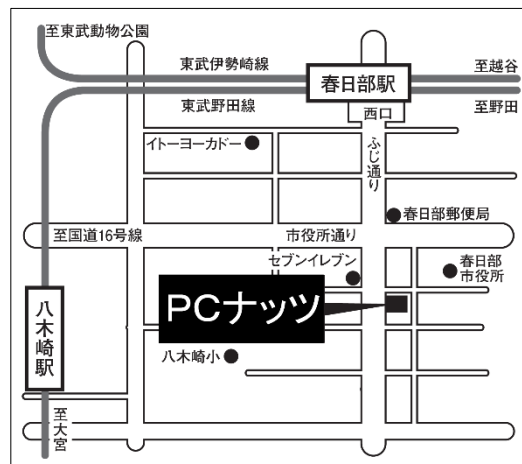 至東武動物公園
東武伊勢崎線
春日部駅
至越谷
東武野田線
西口
至野田
イトーヨーカドー
ふじ通り
春日部郵便局
至国道16号線
市役所通り
セブンイレブン
春日部
市役所
八木崎駅
PCナッツ
八木崎小
至大宮